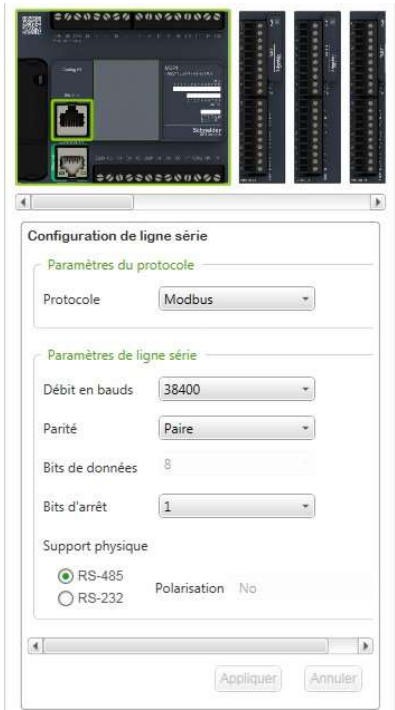 Schneider
Configuration de ligne série
Paramètres du protocole
Protocole Modbus
Paramètres de ligne série
Débit en bauds 38400
Parité Paire
Bits de données 8
Bits d'arrêt 1
Support physique
RS-485
Polarisation No
RS-232
Appliquer Annuler